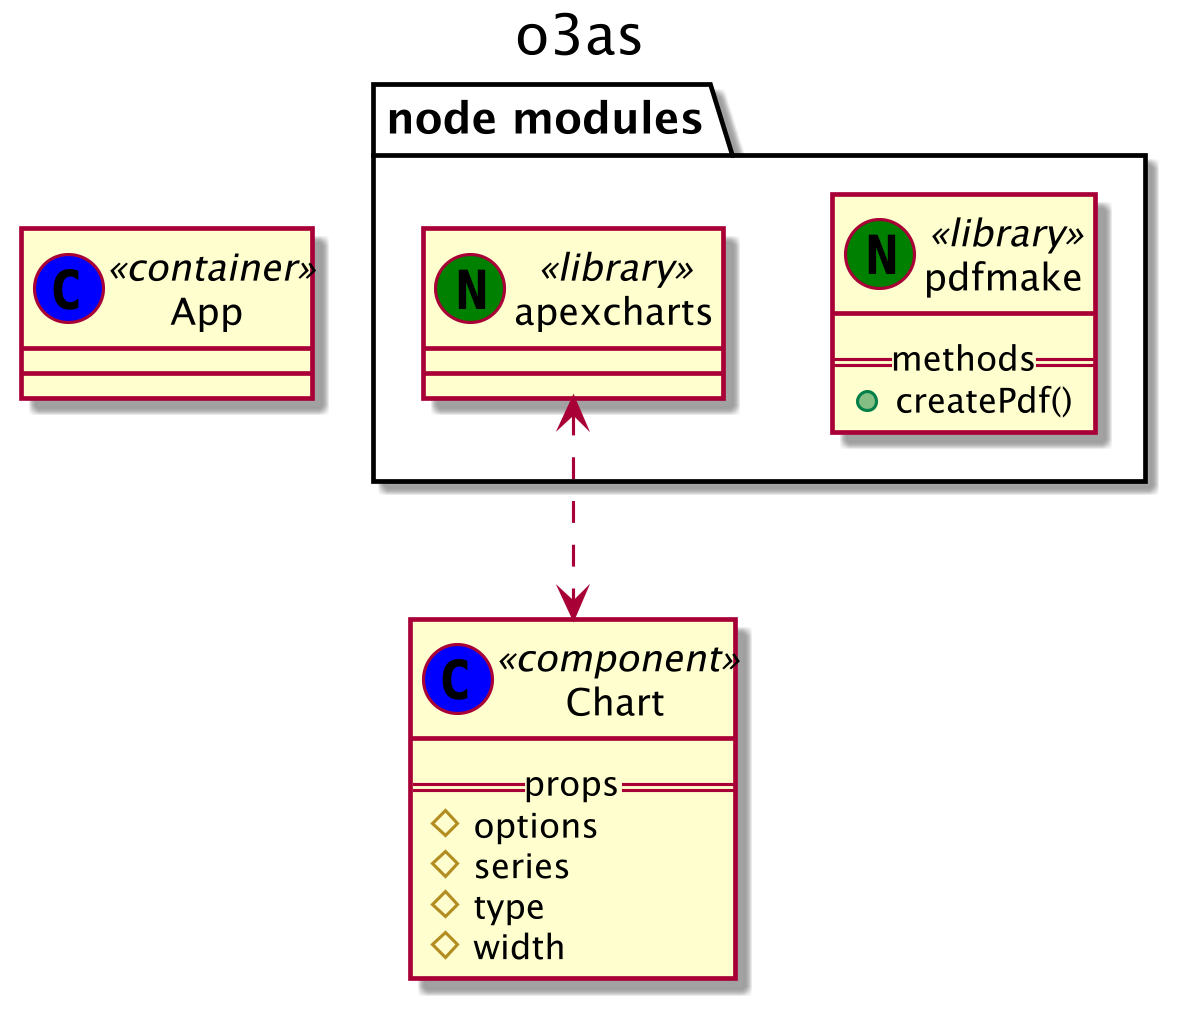 o3as
node modules
C
«container»
App
N
«library»
apexcharts
N
«library»
pdfmake
methods
createPdf()
C
«component»
Chart
props
options
series
type
width